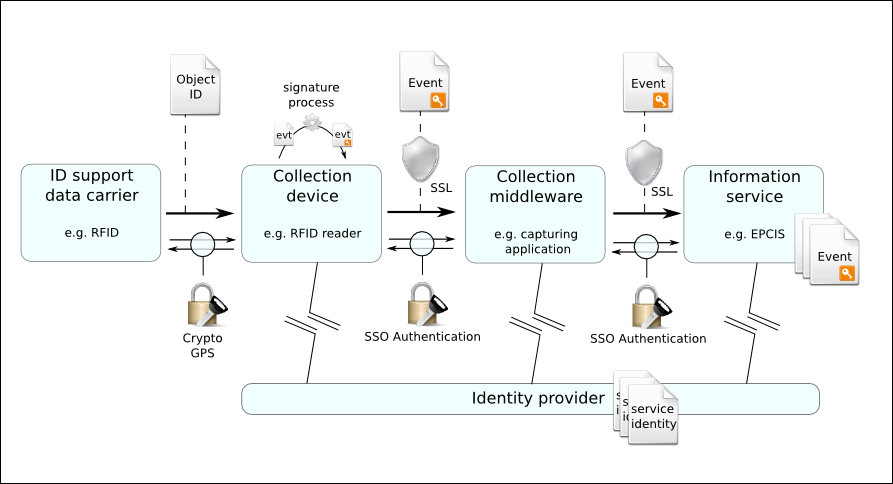 Object
ID
signature
process
evt
evt
Event
SSL
Event
SSL
ID support
data carrier
e.g. RFID
Collection
device
e.g. RFID reader
Collection
middleware
e.g. capturing
application
Information
service
e.g. EPCIS
Event
Crypto
GPS
SSO Authentication
SSO Authentication
Identity provider
s
i
s
i
service
identity